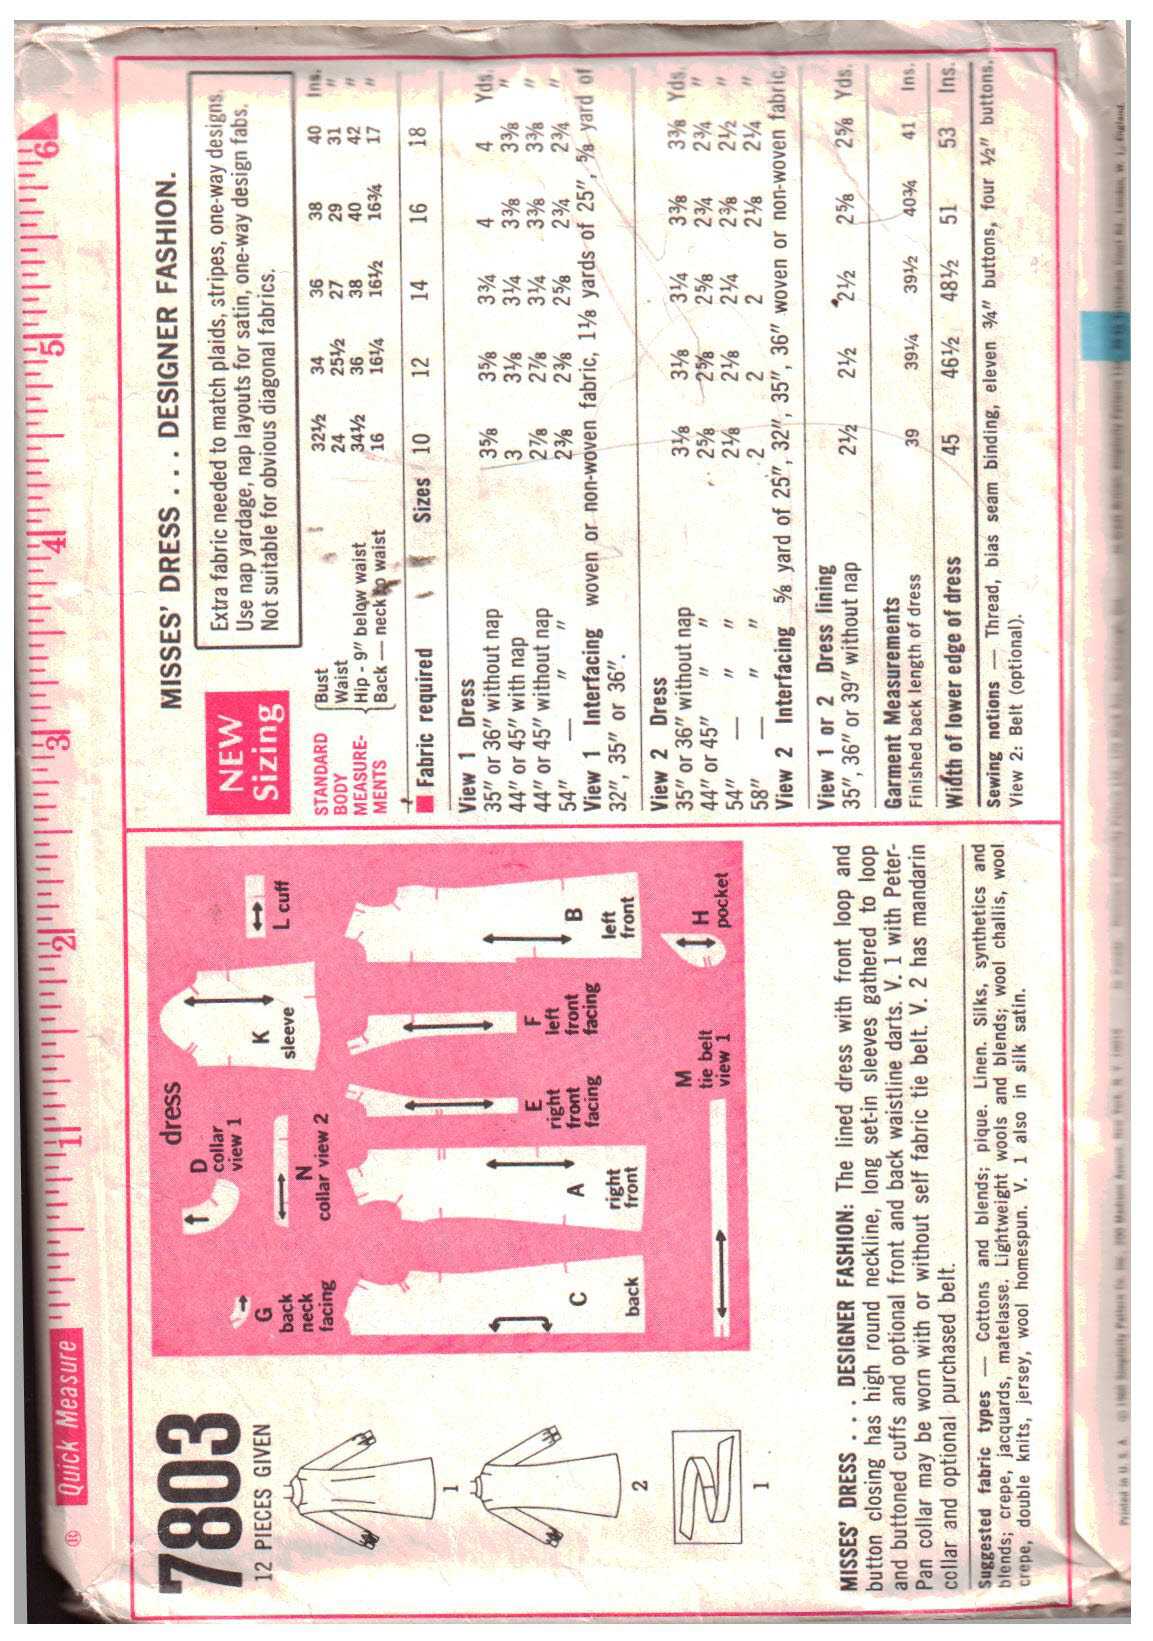 Quick Measure 1 2 3 4 5 6
7803
12 PIECES GIVEN
1
2
1
dress
G
back
neck
facing
D
collar
view 1
N
collar view 2
K
sleeve
L cuff
C
back
A
right
front
E
right
front
facing
F
left
front
facing
B
left
front
H
pocket
M
tie belt
view 1
MISSES' DRESS . . . DESIGNER FASHION: The lined dress with front loop and
button closing has high round neckline, long set-in sleeves gathered to loop
and buttoned cuffs and optional front and back waistline darts. V. 1 with Peter-
Pan collar may be worn with or without self fabric tie belt. V. 2 has mandarin
collar and optional purchased belt.
Suggested fabric types — Cottons and blends; pique. Linen. Silks, synthetics and
blends; crepe, jacquards, matelasse. Lightweight wools and blends; wool challis, wool
crepe, double knits, jersey, wool homespun. V. 1 also in silk satin.
MISSES' DRESS . . . DESIGNER FASHION.
NEW
Sizing
Extra fabric needed to match plaids, stripes, one-way designs.
Use nap yardage, nap layouts for satin, one-way design fabs.
Not suitable for obvious diagonal fabrics.
STANDARD Bust 32½ 34 36 38 40 Ins.
BODY Waist 24 25½ 27 29 31 "
MEASURE- Hip - 9" below waist 34½ 36 38 40 42 "
MENTS Back — neck to waist 16 16¼ 16½ 16¾ 17 "
Fabric required Sizes 10 12 14 16 18
View 1 Dress
35" or 36" without nap 3⅝ 3⅝ 3¾ 4 4 Yds.
44" or 45" with nap 3 3⅛ 3¼ 3⅜ 3⅜ "
44" or 45" without nap 2⅞ 2⅞ 3¼ 3⅜ 3⅜ "
54" — " " 2⅜ 2⅜ 2⅝ 2¾ 2¾ "
View 1 Interfacing woven or non-woven fabric, 1⅛ yards of 25", ⅝ yard of
32", 35" or 36".
View 2 Dress
35" or 36" without nap 3⅛ 3⅛ 3¼ 3⅜ 3⅜ Yds.
44" or 45" " " 2⅝ 2⅝ 2⅝ 2¾ 2¾ "
54" — " " 2⅛ 2⅛ 2¼ 2⅜ 2½ "
58" — " " 2 2 2 2⅛ 2¼ "
View 2 Interfacing ⅝ yard of 25", 32", 35", 36" woven or non-woven fabric.
View 1 or 2 Dress lining
35", 36" or 39" without nap 2½ 2½ 2½ 2⅝ 2⅝ Yds.
Garment Measurements
Finished back length of dress 39 39¼ 39½ 40¾ 41 Ins.
Width of lower edge of dress 45 46½ 48½ 51 53 Ins.
Sewing notions — Thread, bias seam binding, eleven ¾" buttons, four ½" buttons.
View 2: Belt (optional).
Printed in U. S. A.